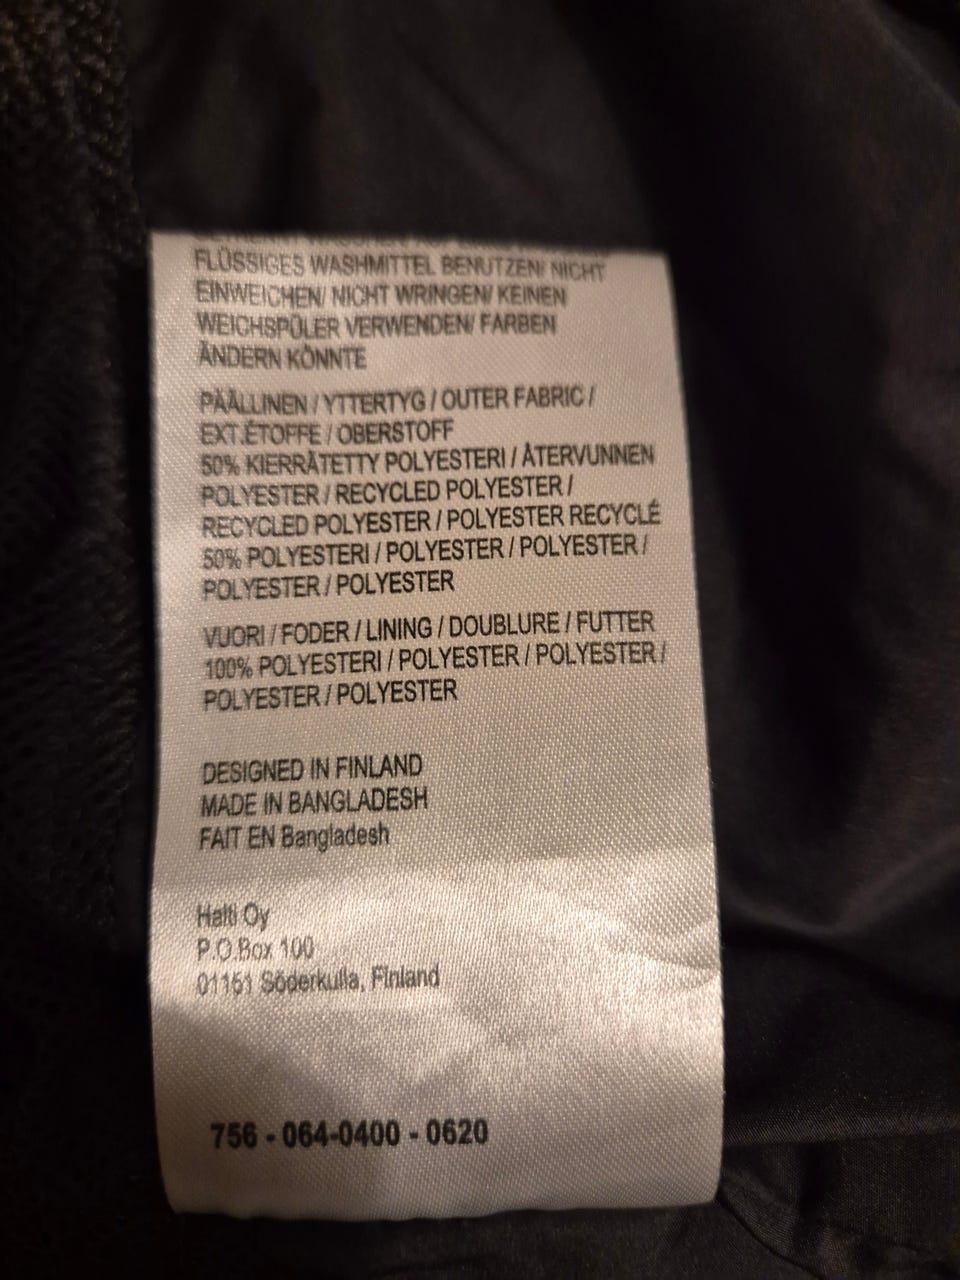 FLÜSSIGES WASHMITTEL BENUTZEN/ NICHT
EINWEICHEN/ NICHT WRINGEN/ KEINEN
WEICHSPÜLER VERWENDEN/ FARBEN
ÄNDERN KÖNNTE
PÄÄLLINEN / YTTERTYG / OUTER FABRIC /
EXT.ÉTOFFE / OBERSTOFF
50% KIERRÄTETTY POLYESTERI / ÅTERVUNNEN
POLYESTER / RECYCLED POLYESTER /
RECYCLED POLYESTER / POLYESTER RECYCLÉ
50% POLYESTERI / POLYESTER / POLYESTER /
POLYESTER / POLYESTER
VUORI / FODER / LINING / DOUBLURE / FUTTER
100% POLYESTERI / POLYESTER / POLYESTER /
POLYESTER / POLYESTER
DESIGNED IN FINLAND
MADE IN BANGLADESH
FAIT EN Bangladesh
Halti Oy
P.O.Box 100
01151 Söderkulla, Finland
756 - 064-0400 - 0620